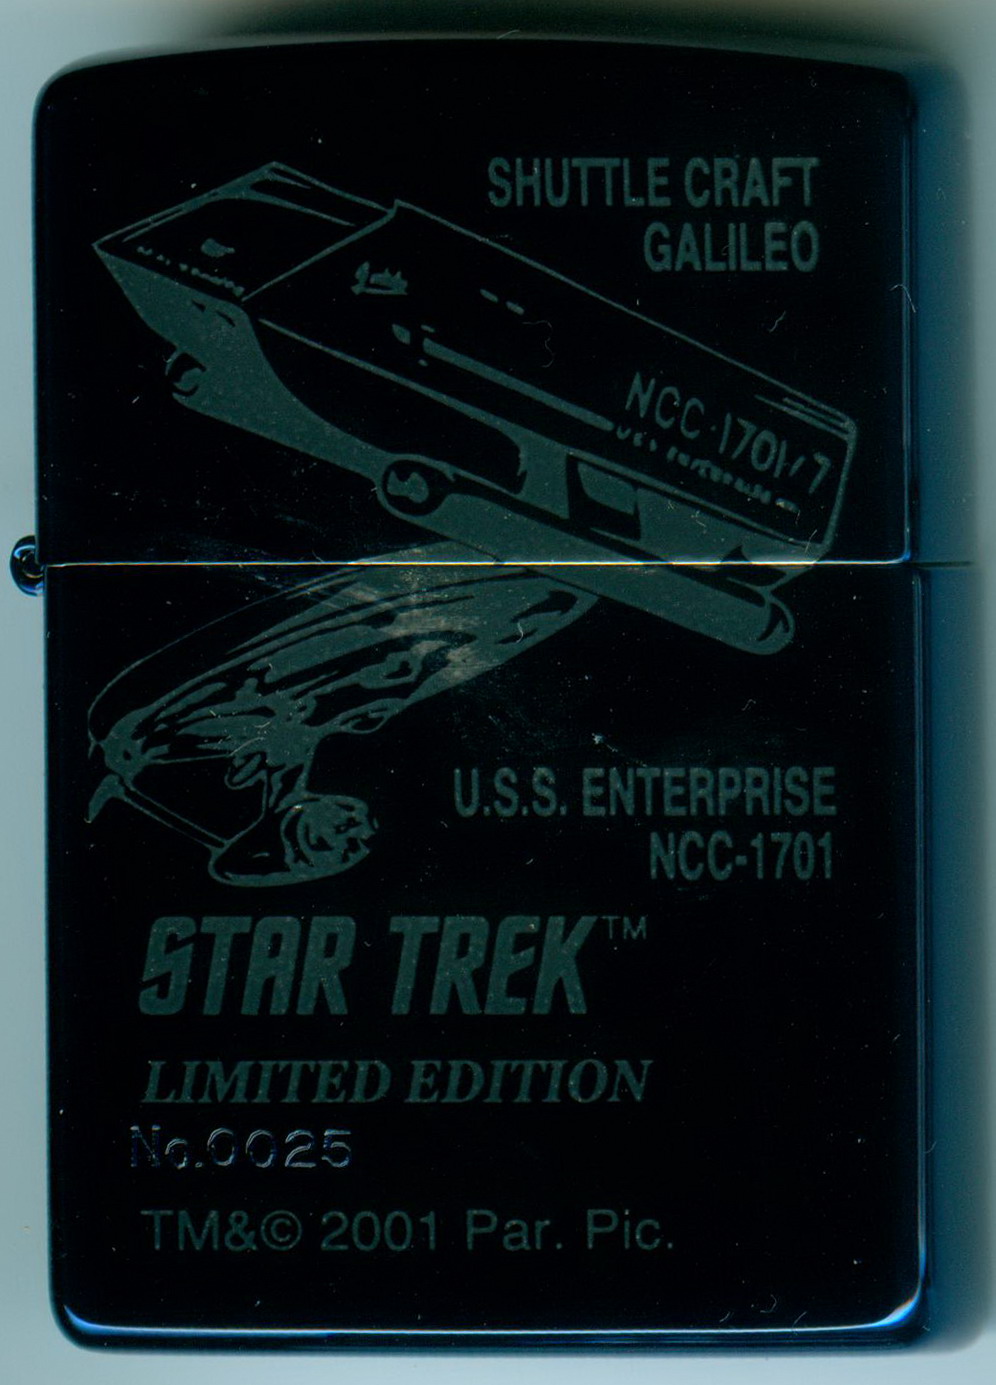 SHUTTLE CRAFT
GALILEO
Galileo
NCC-1701/7
U.S.S. ENTERPRISE
NCC-1701
STAR TREK™
LIMITED EDITION
No.0025
TM&© 2001 Par. Pic.